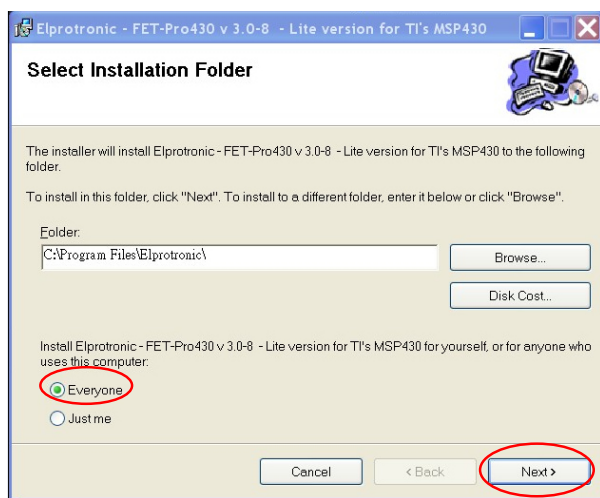 Elprotronic - FET-Pro430 v 3.0-8 - Lite version for TI's MSP430
Select Installation Folder
The installer will install Elprotronic - FET-Pro430 v 3.0-8 - Lite version for TI's MSP430 to the following
folder.
To install in this folder, click "Next". To install to a different folder, enter it below or click "Browse".
Folder:
C:\Program Files\Elprotronic\
Browse...
Disk Cost...
Install Elprotronic - FET-Pro430 v 3.0-8 - Lite version for TI's MSP430 for yourself, or for anyone who
uses this computer:
Everyone
Just me
Cancel
< Back
Next >